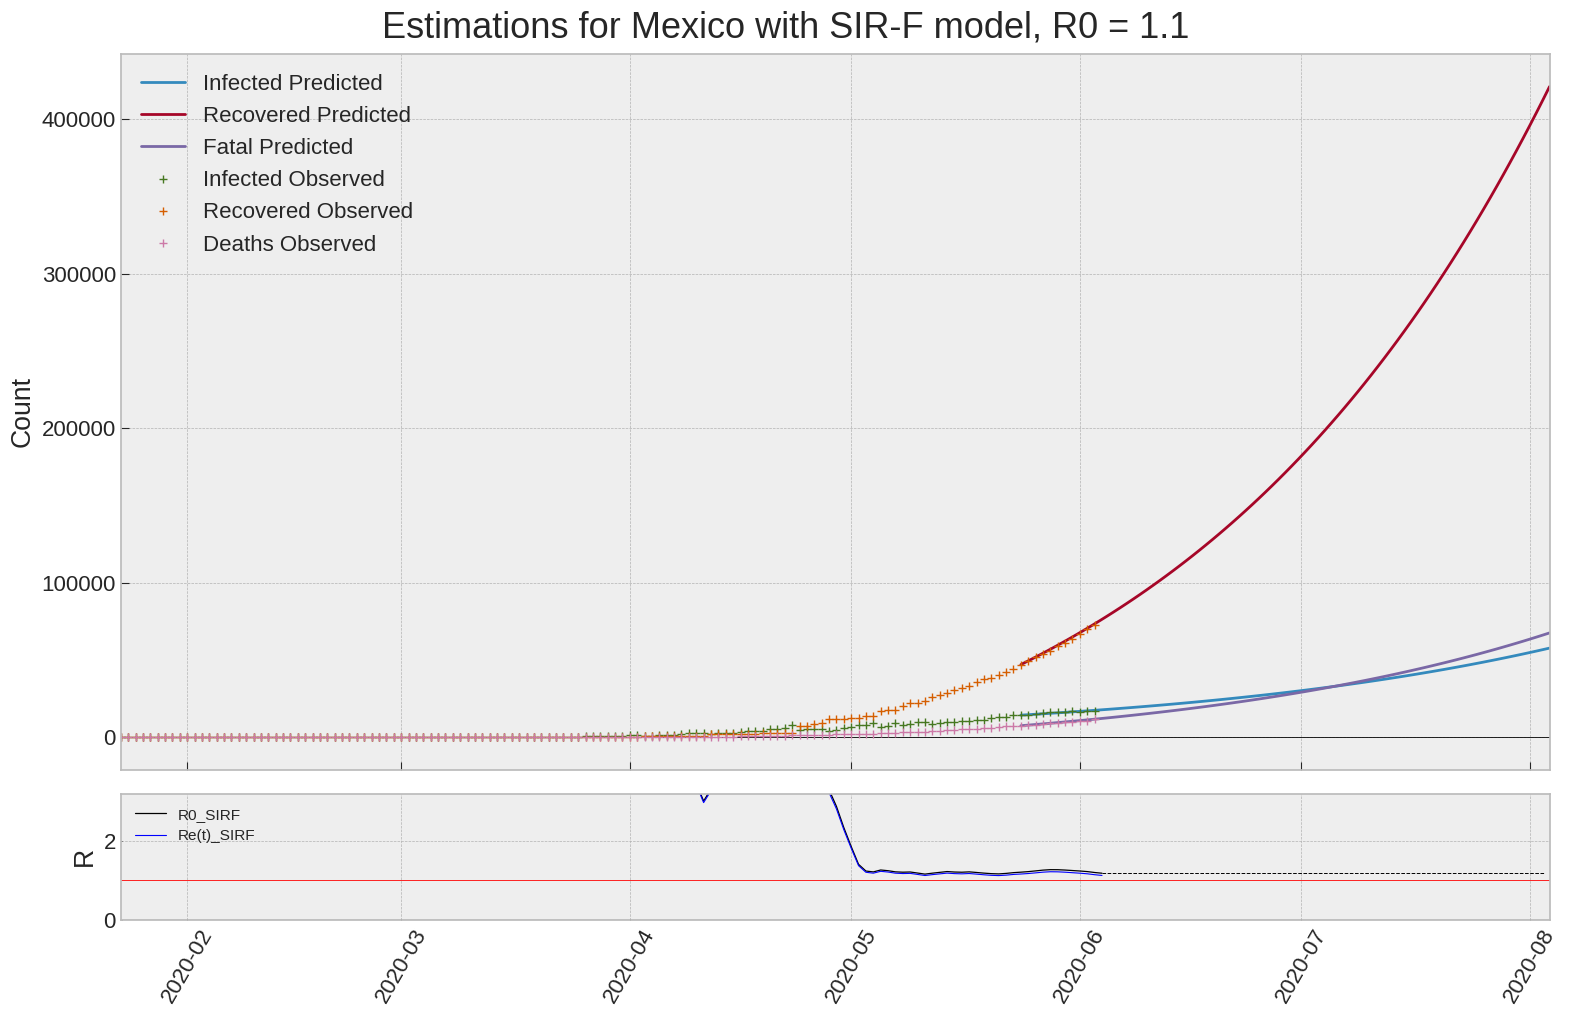 Estimations for Mexico with SIR-F model, R0 = 1.1
Infected Predicted
Recovered Predicted
Fatal Predicted
Infected Observed
Recovered Observed
Deaths Observed
400000
300000
200000
100000
0
Count
R0_SIRF
Re(t)_SIRF
2
0
R
2020-02
2020-03
2020-04
2020-05
2020-06
2020-07
2020-08